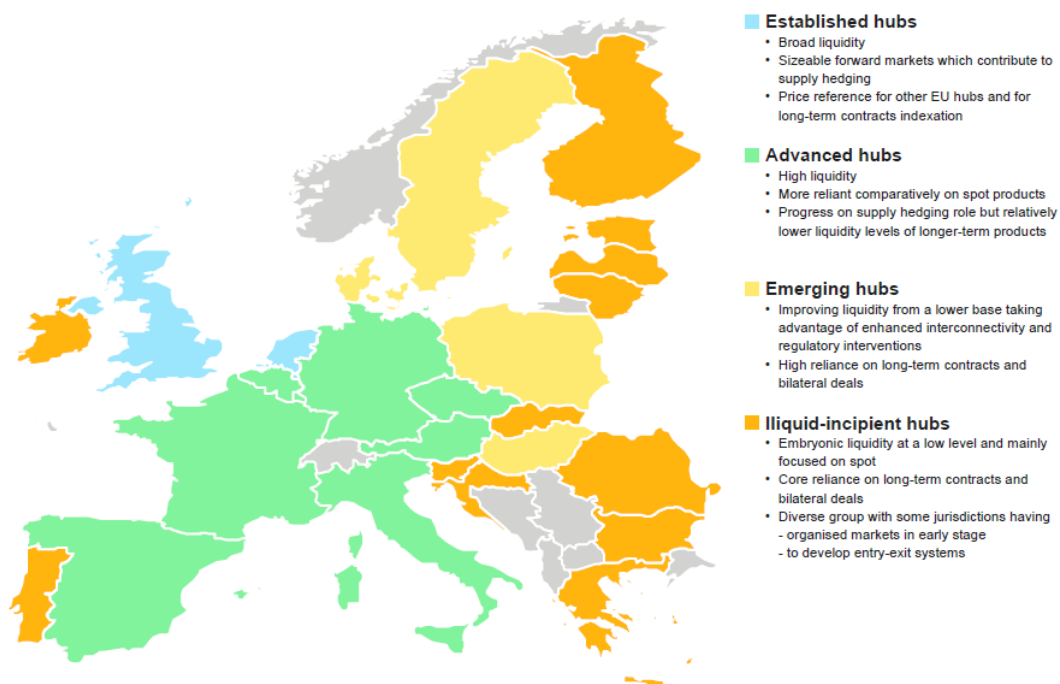 Established hubs
• Broad liquidity
• Sizeable forward markets which contribute to
supply hedging
• Price reference for other EU hubs and for
long-term contracts indexation
Advanced hubs
• High liquidity
• More reliant comparatively on spot products
• Progress on supply hedging role but relatively
lower liquidity levels of longer-term products
Emerging hubs
• Improving liquidity from a lower base taking
advantage of enhanced interconnectivity and
regulatory interventions
• High reliance on long-term contracts and
bilateral deals
Iliquid-incipient hubs
• Embryonic liquidity at a low level and mainly
focused on spot
• Core reliance on long-term contracts and
bilateral deals
• Diverse group with some jurisdictions having
- organised markets in early stage
- to develop entry-exit systems